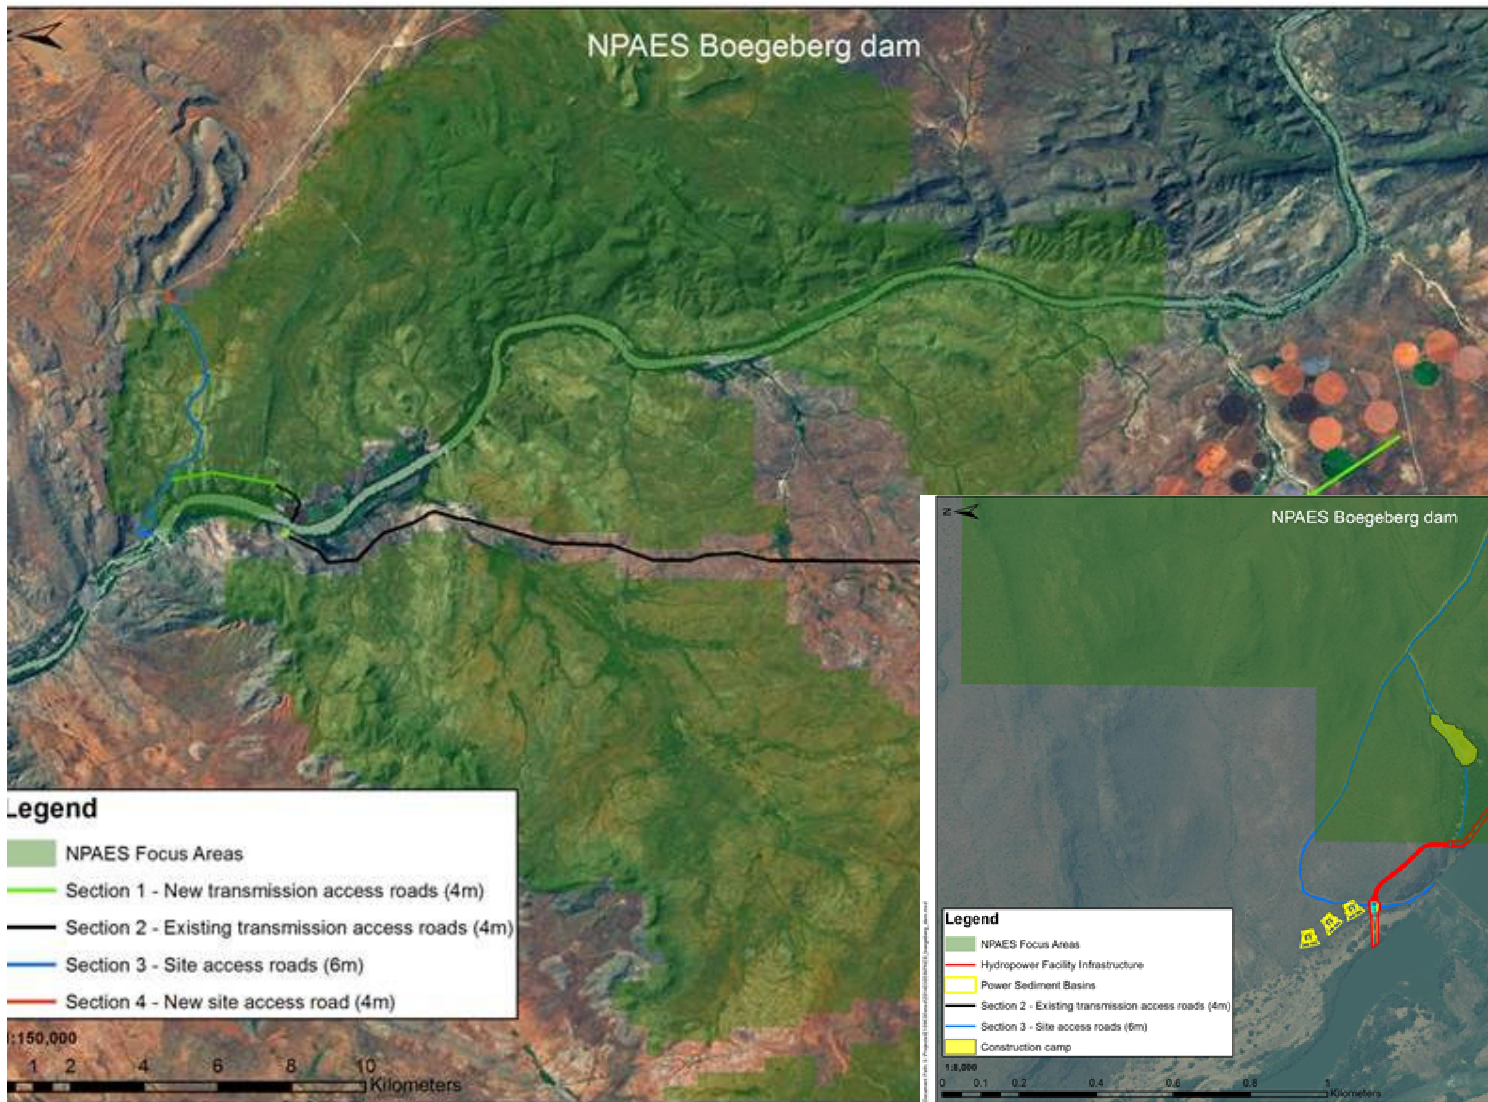 NPAES Boegeberg dam
Legend
NPAES Focus Areas
Section 1 - New transmission access roads (4m)
Section 2 - Existing transmission access roads (4m)
Section 3 - Site access roads (6m)
Section 4 - New site access road (4m)
1:150,000
1 2 4 6 8 10
Kilometers
N
NPAES Boegeberg dam
Legend
NPAES Focus Areas
Hydropower Facility Infrastructure
Power Sediment Basins
Section 2 - Existing transmission access roads (4m)
Section 3 - Site access roads (6m)
Construction camp
1:8,000
0 0.1 0.2 0.4 0.6 0.8 1
Kilometers